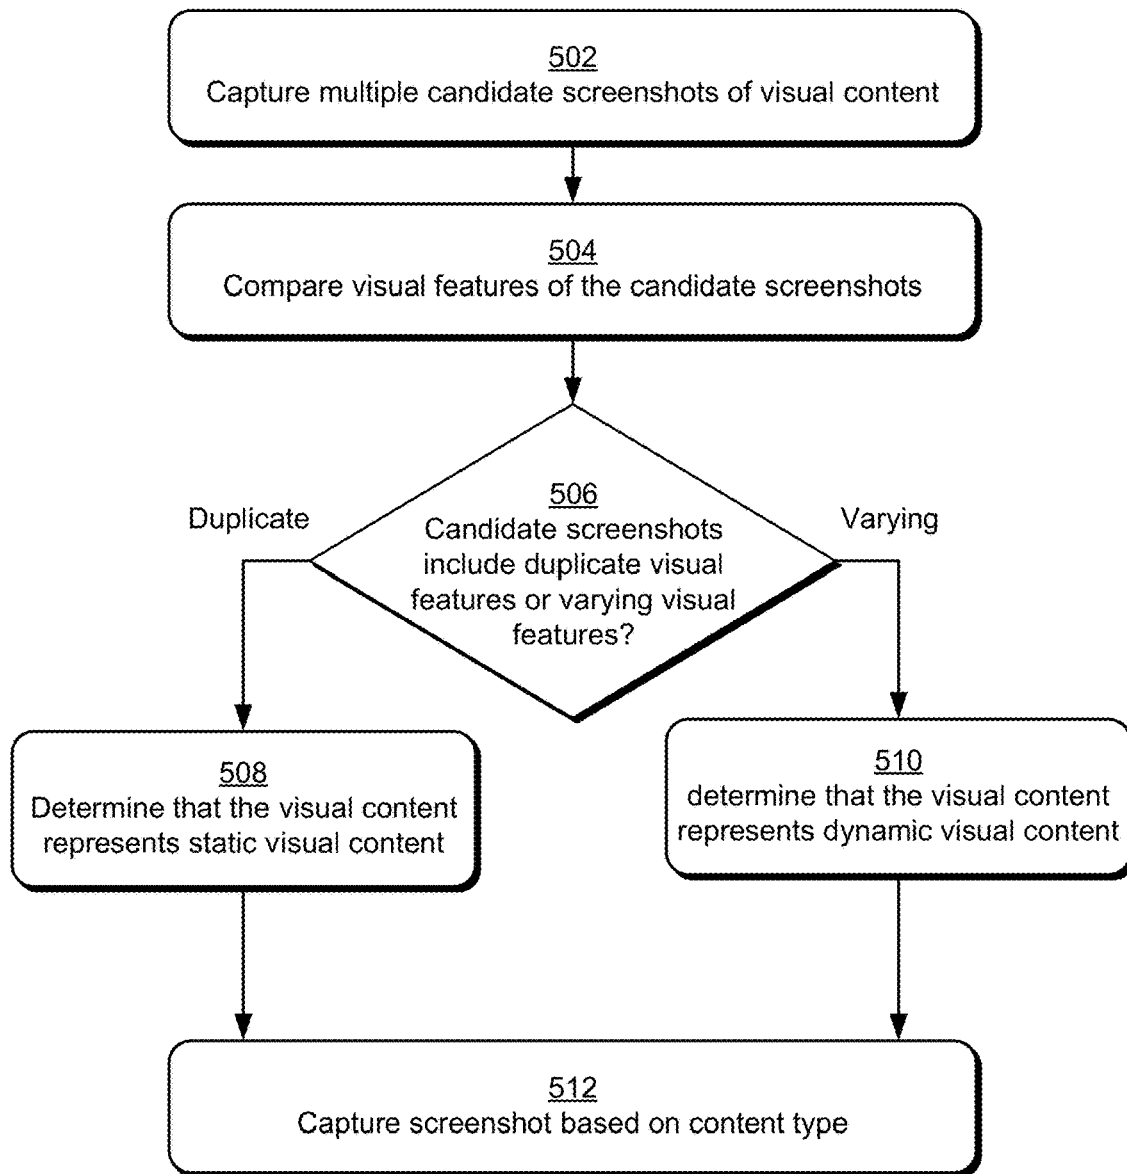 502
Capture multiple candidate screenshots of visual content
504
Compare visual features of the candidate screenshots
506
Candidate screenshots
include duplicate visual
features or varying visual
features?
Duplicate
Varying
508
Determine that the visual content
represents static visual content
510
determine that the visual content
represents dynamic visual content
512
Capture screenshot based on content type